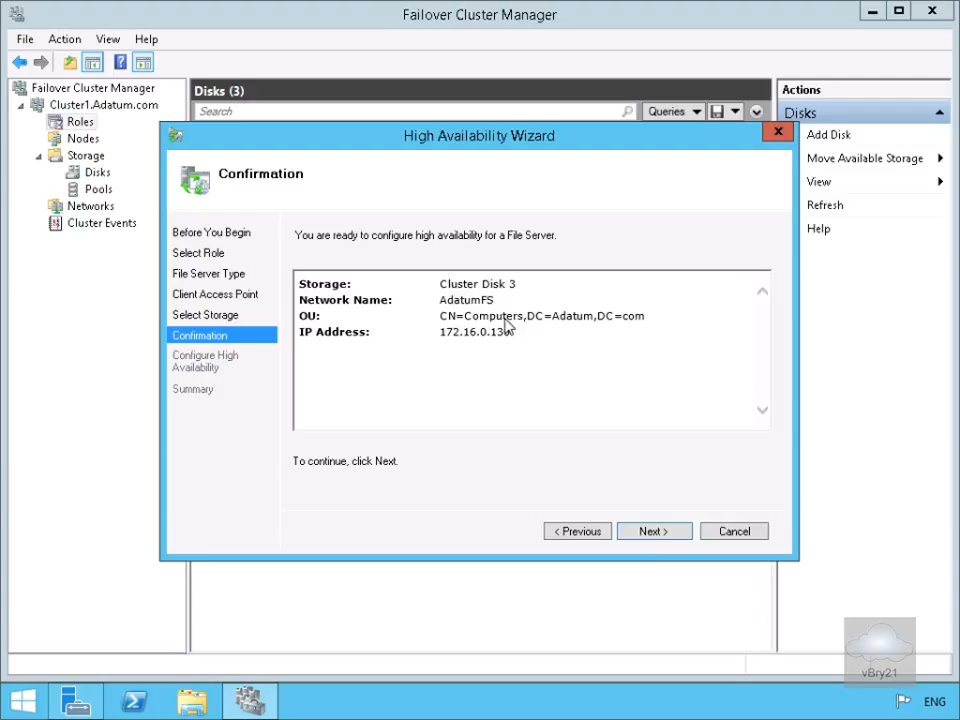 Failover Cluster Manager
File Action View Help
Failover Cluster Manager
Cluster1.Adatum.com
Roles
Nodes
Storage
Disks
Pools
Networks
Cluster Events
Disks (3)
Search
Queries
Actions
Disks
Add Disk
Move Available Storage
View
Refresh
Help
High Availability Wizard
Confirmation
Before You Begin
Select Role
File Server Type
Client Access Point
Select Storage
Confirmation
Configure High
Availability
Summary
You are ready to configure high availability for a File Server.
Storage: Cluster Disk 3
Network Name: AdatumFS
OU: CN=Computers,DC=Adatum,DC=com
IP Address:
To continue, click Next.
< Previous Next > Cancel
vBry21
ENG